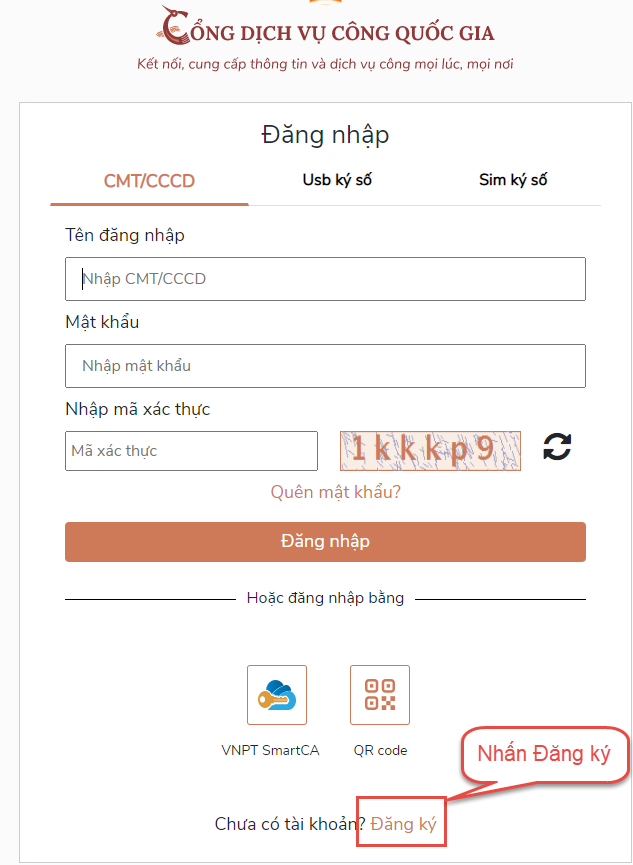 CỔNG DỊCH VỤ CÔNG QUỐC GIA
Kết nối, cung cấp thông tin và dịch vụ công mọi lúc, mọi nơi
Đăng nhập
CMT/CCCD Usb ký số Sim ký số
Tên đăng nhập
Nhập CMT/CCCD
Mật khẩu
Nhập mật khẩu
Nhập mã xác thực
Mã xác thực 1kkkp9
Quên mật khẩu?
Đăng nhập
Hoặc đăng nhập bằng
VNPT SmartCA QR code
Nhấn Đăng ký
Chưa có tài khoản? Đăng ký